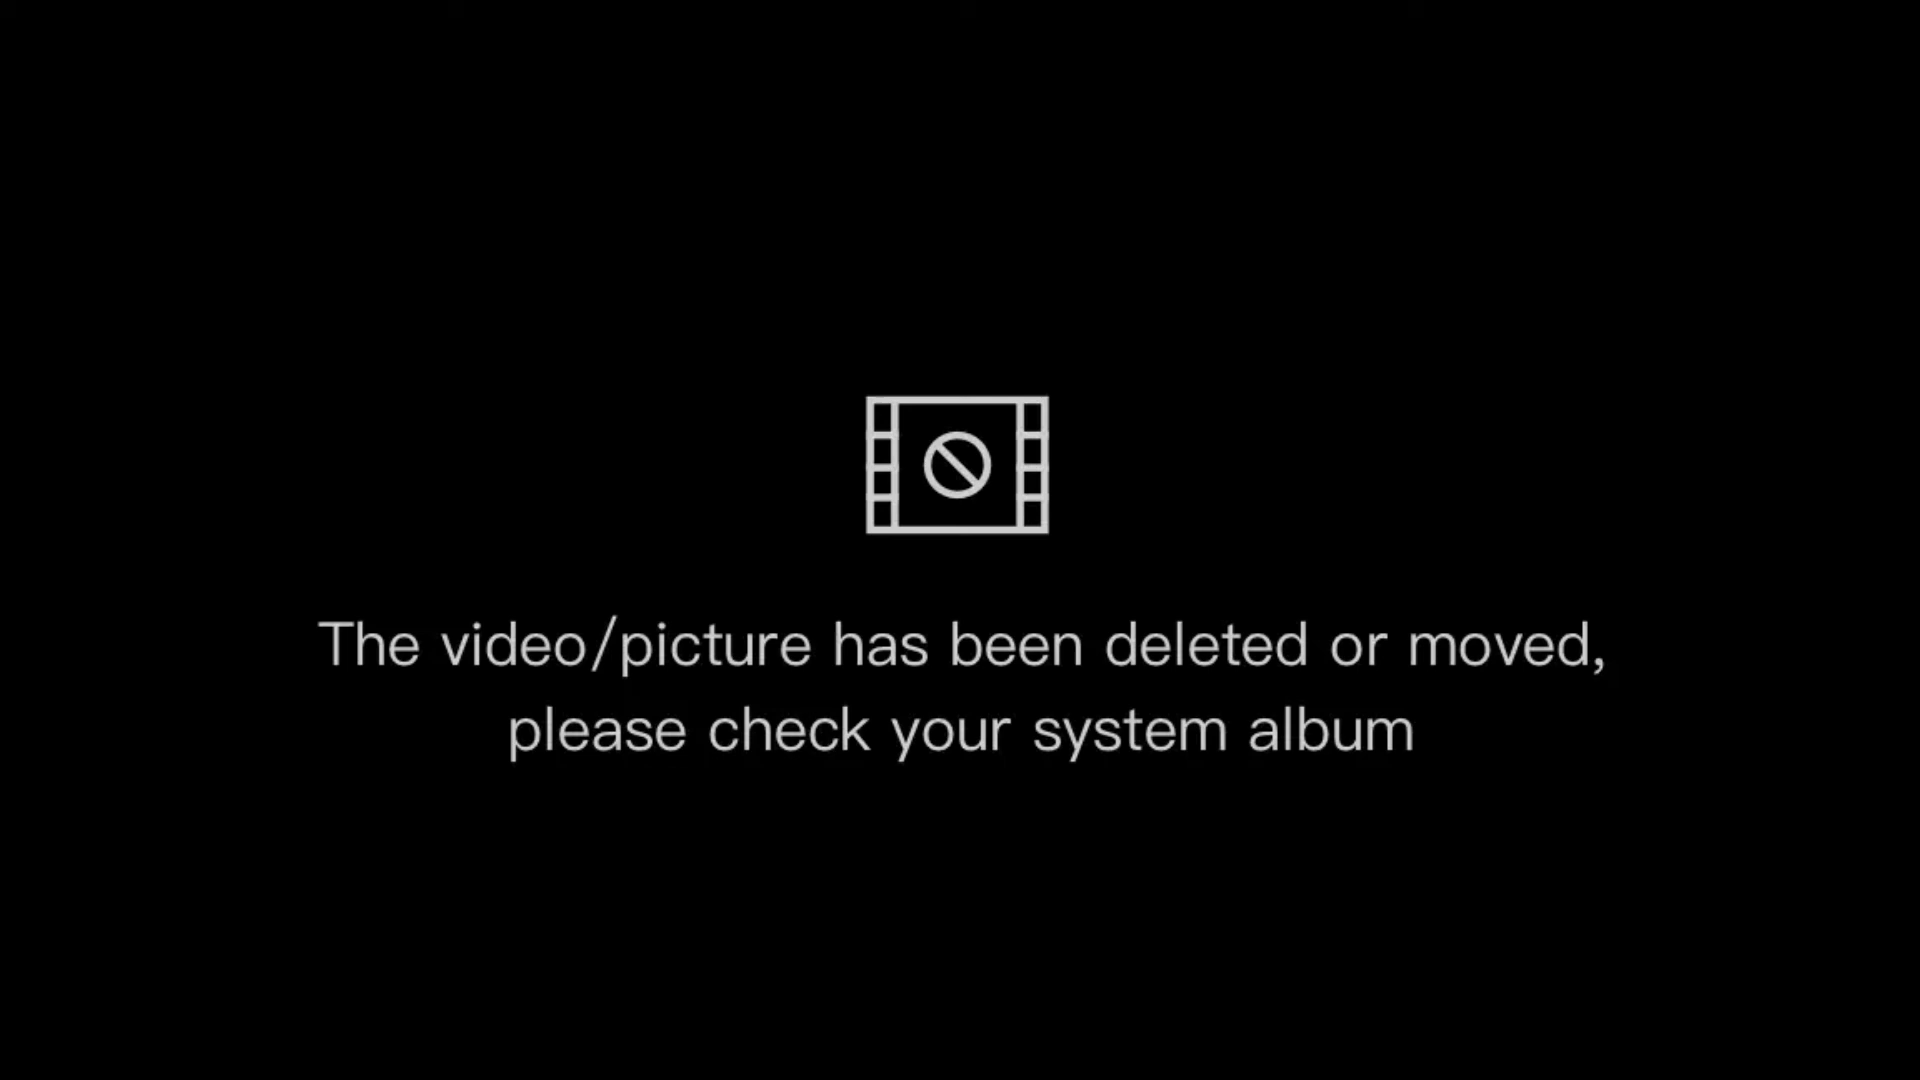 The video/picture has been deleted or moved,
please check your system album